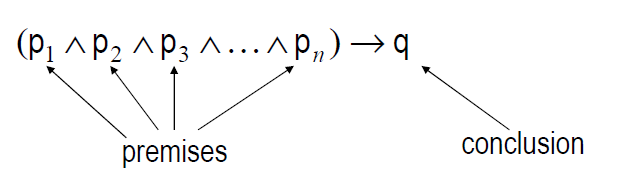 (p₁ ∧ p₂ ∧ p₃ ∧ … ∧ pₙ) → q
premises
conclusion